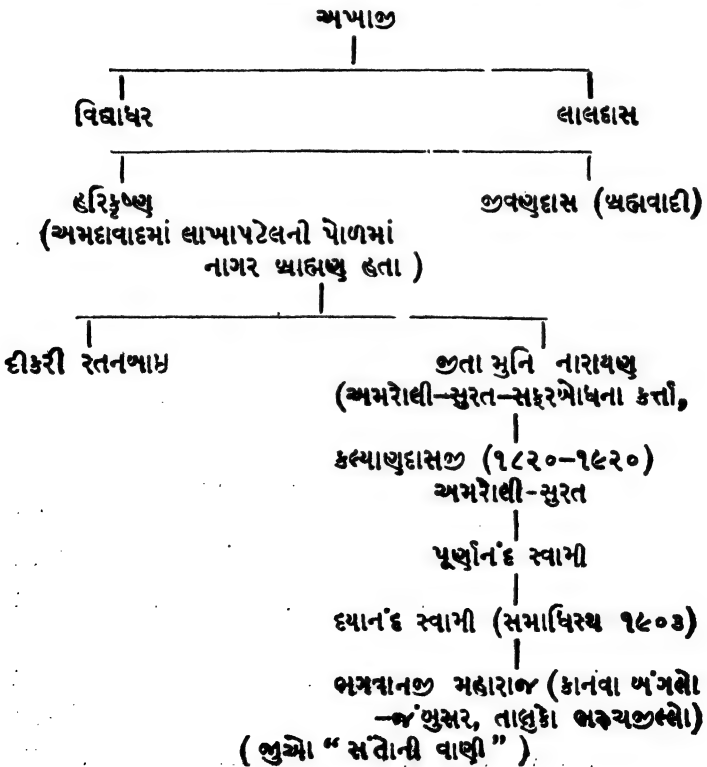 અખાજી
વિદ્યાધર લાલદાસ
હરિકૃષ્ણ જીવણદાસ (બ્રહ્મવાદી)
(અમદાવાદમાં લાખાપટેલની પોળમાં
નાગર બ્રાહ્મણ હતા )
દીકરી રતનબાઇ જીતા મુનિ નારાયણ
(અમરોલી-સુરત-સફરબોધના કર્તા,
કલ્યાણદાસજી (૧૮૨૦-૧૯૨૦)
અમરોલી-સુરત
પૂર્ણાનંદ સ્વામી
દયાનંદ સ્વામી (સમાધિસ્થ ૧૯૦૩)
ભગવાનજી મહારાજ (કાનવા બંગલો
-જંબુસર, તાલુકો ભરૂચજીલ્લો)
( જુઓ “ સંતોની વાણી ” )